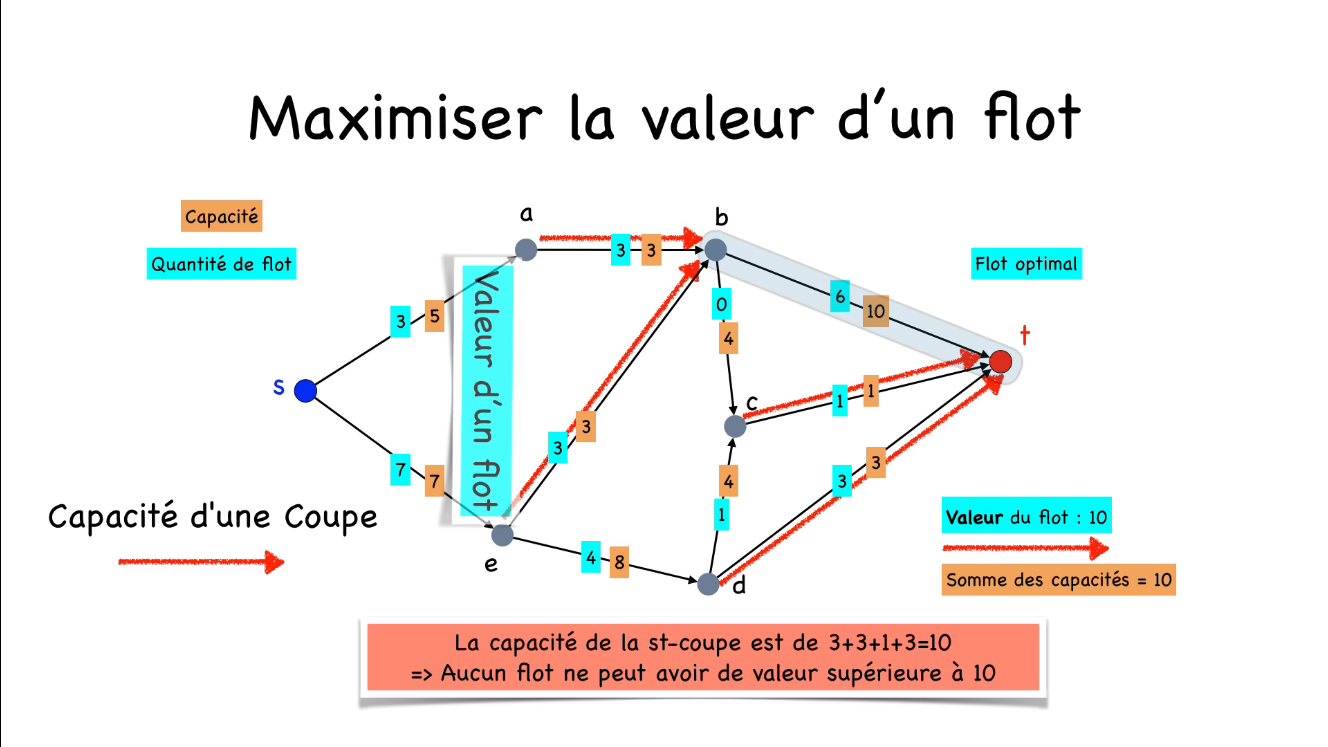 Maximiser la valeur d'un flot
Capacité
Quantité de flot
Flot optimal
a
b
3
3
6
10
t
0
4
3
5
s
Valeur d'un flot
c
1
1
3
3
7
7
4
1
3
3
Capacité d'une Coupe
e
4
8
d
Valeur du flot : 10
Somme des capacités = 10
La capacité de la st-coupe est de 3+3+1+3=10
=> Aucun flot ne peut avoir de valeur supérieure à 10